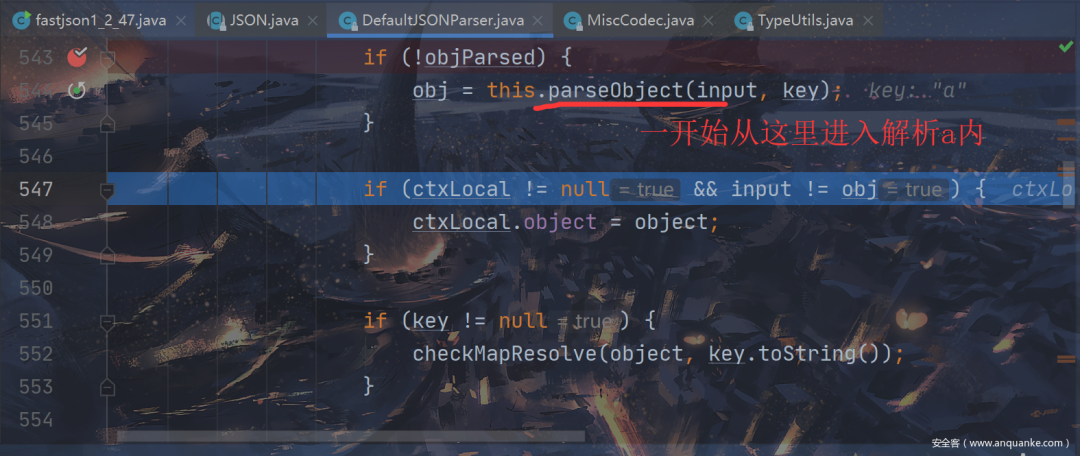 fastjson1_2_47.java JSON.java DefaultJSONParser.java MiscCodec.java TypeUtils.java
543 if (!objParsed) {
obj = this.parseObject(input, key); key: "a"
545 }
一开始从这里进入解析a内
546
547 if (ctxLocal != null = true && input != obj = true ) { ctxLo
548 ctxLocal.object = object;
549 }
550
551 if (key != null = true ) {
552 checkMapResolve(object, key.toString());
553 }
554
安全客（www.anquanke.com）